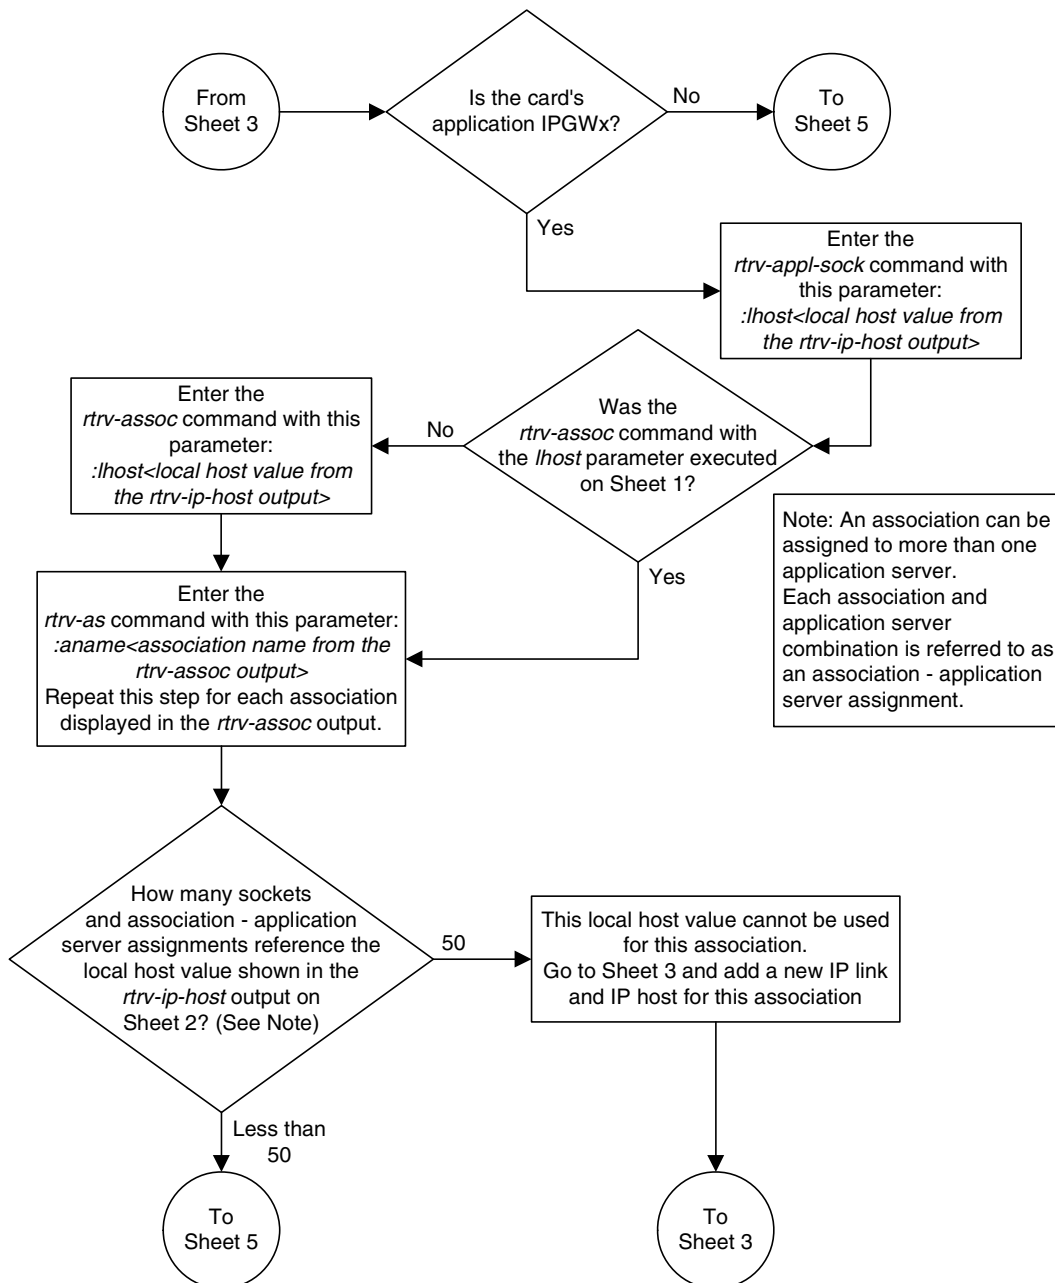 From
Sheet 3
Is the card's
application IPGWx?
No
To
Sheet 5
Yes
Enter the
rtrv-appl-sock command with
this parameter:
:lhost<local host value from
the rtrv-ip-host output>
Enter the
rtrv-assoc command with this
parameter:
:lhost<local host value from
the rtrv-ip-host output>
No
Was the
rtrv-assoc command with
the lhost parameter executed
on Sheet 1?
Yes
Note: An association can be
assigned to more than one
application server.
Each association and
application server
combination is referred to as
an association - application
server assignment.
Enter the
rtrv-as command with this parameter:
:aname<association name from the
rtrv-assoc output>
Repeat this step for each association
displayed in the rtrv-assoc output.
How many sockets
and association - application
server assignments reference the
local host value shown in the
rtrv-ip-host output on
Sheet 2? (See Note)
50
This local host value cannot be used
for this association.
Go to Sheet 3 and add a new IP link
and IP host for this association
Less than
50
To
Sheet 5
To
Sheet 3